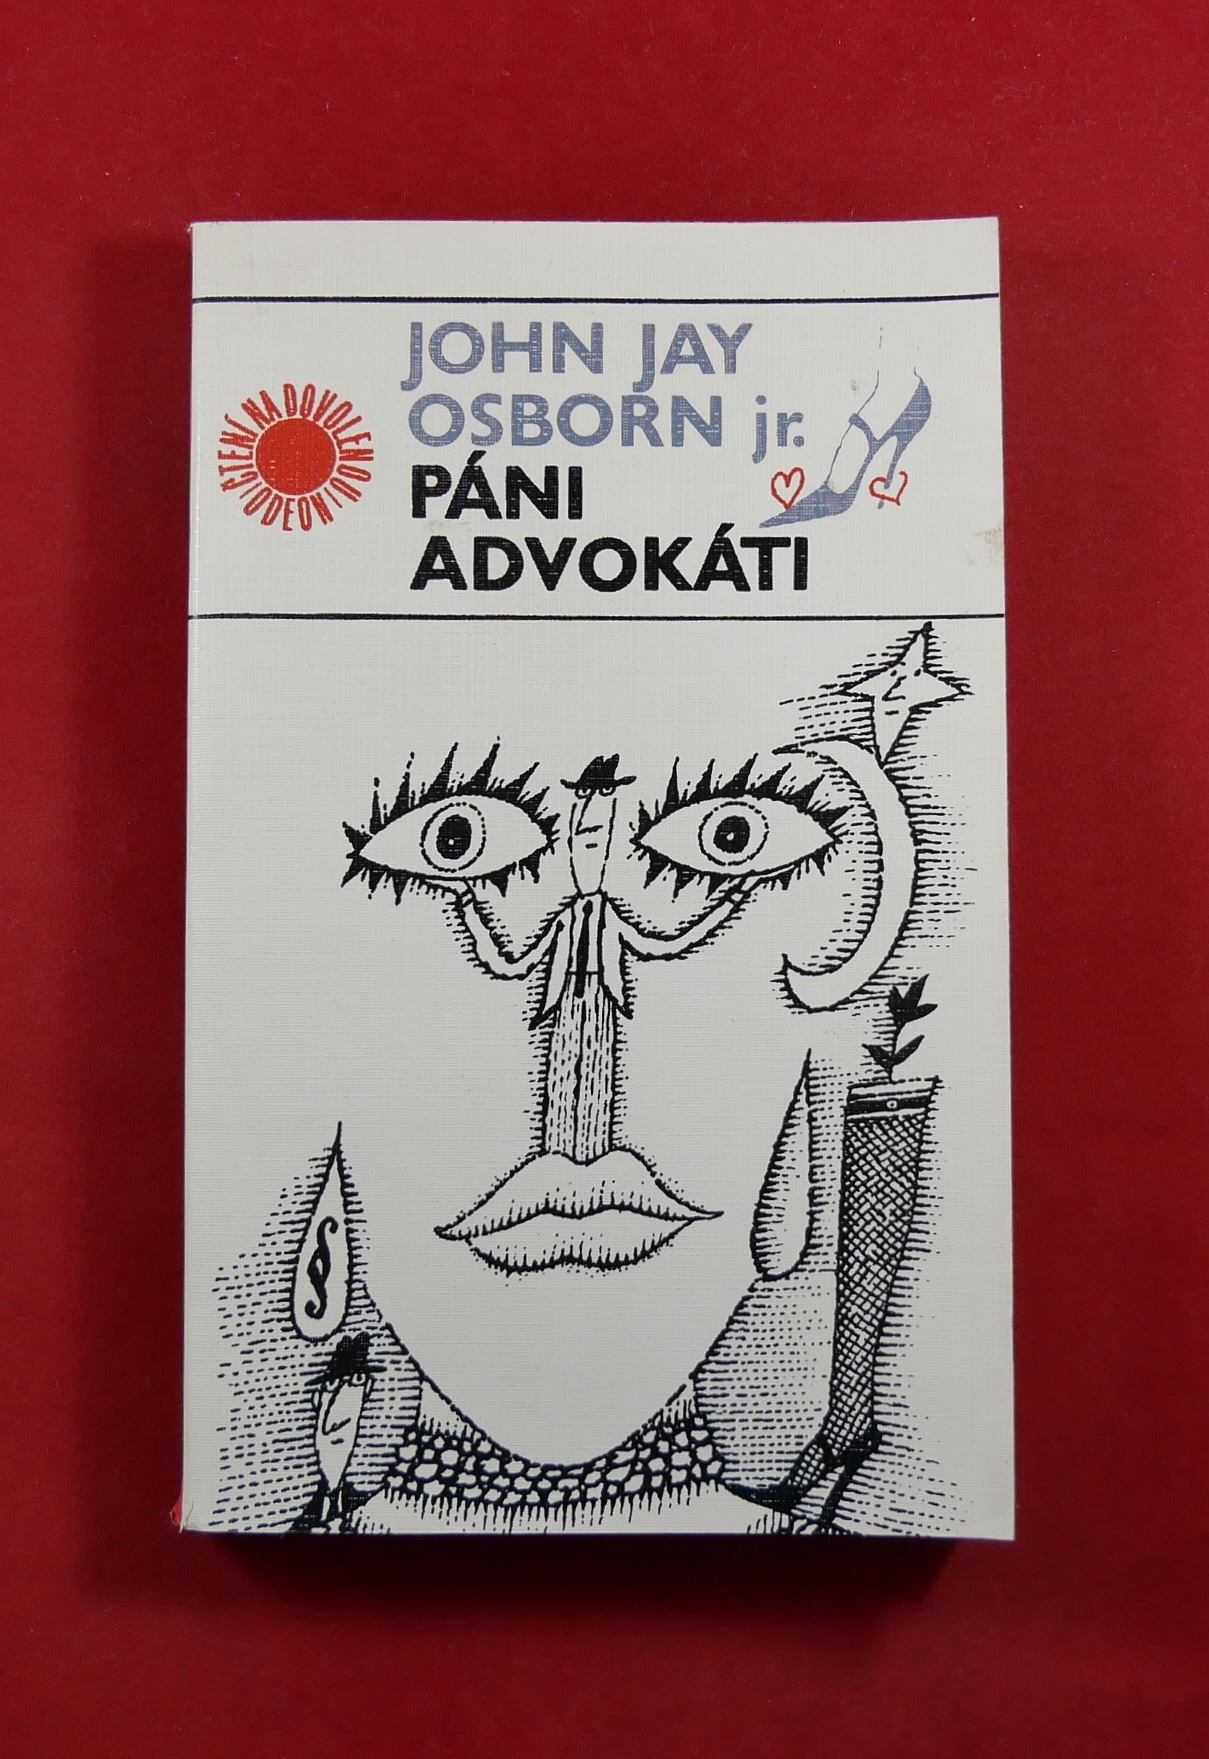 JOHN JAY
OSBORN jr.
PÁNI
ADVOKÁTI
ČTENÍ NA DOVOLENOU
ODEON
§